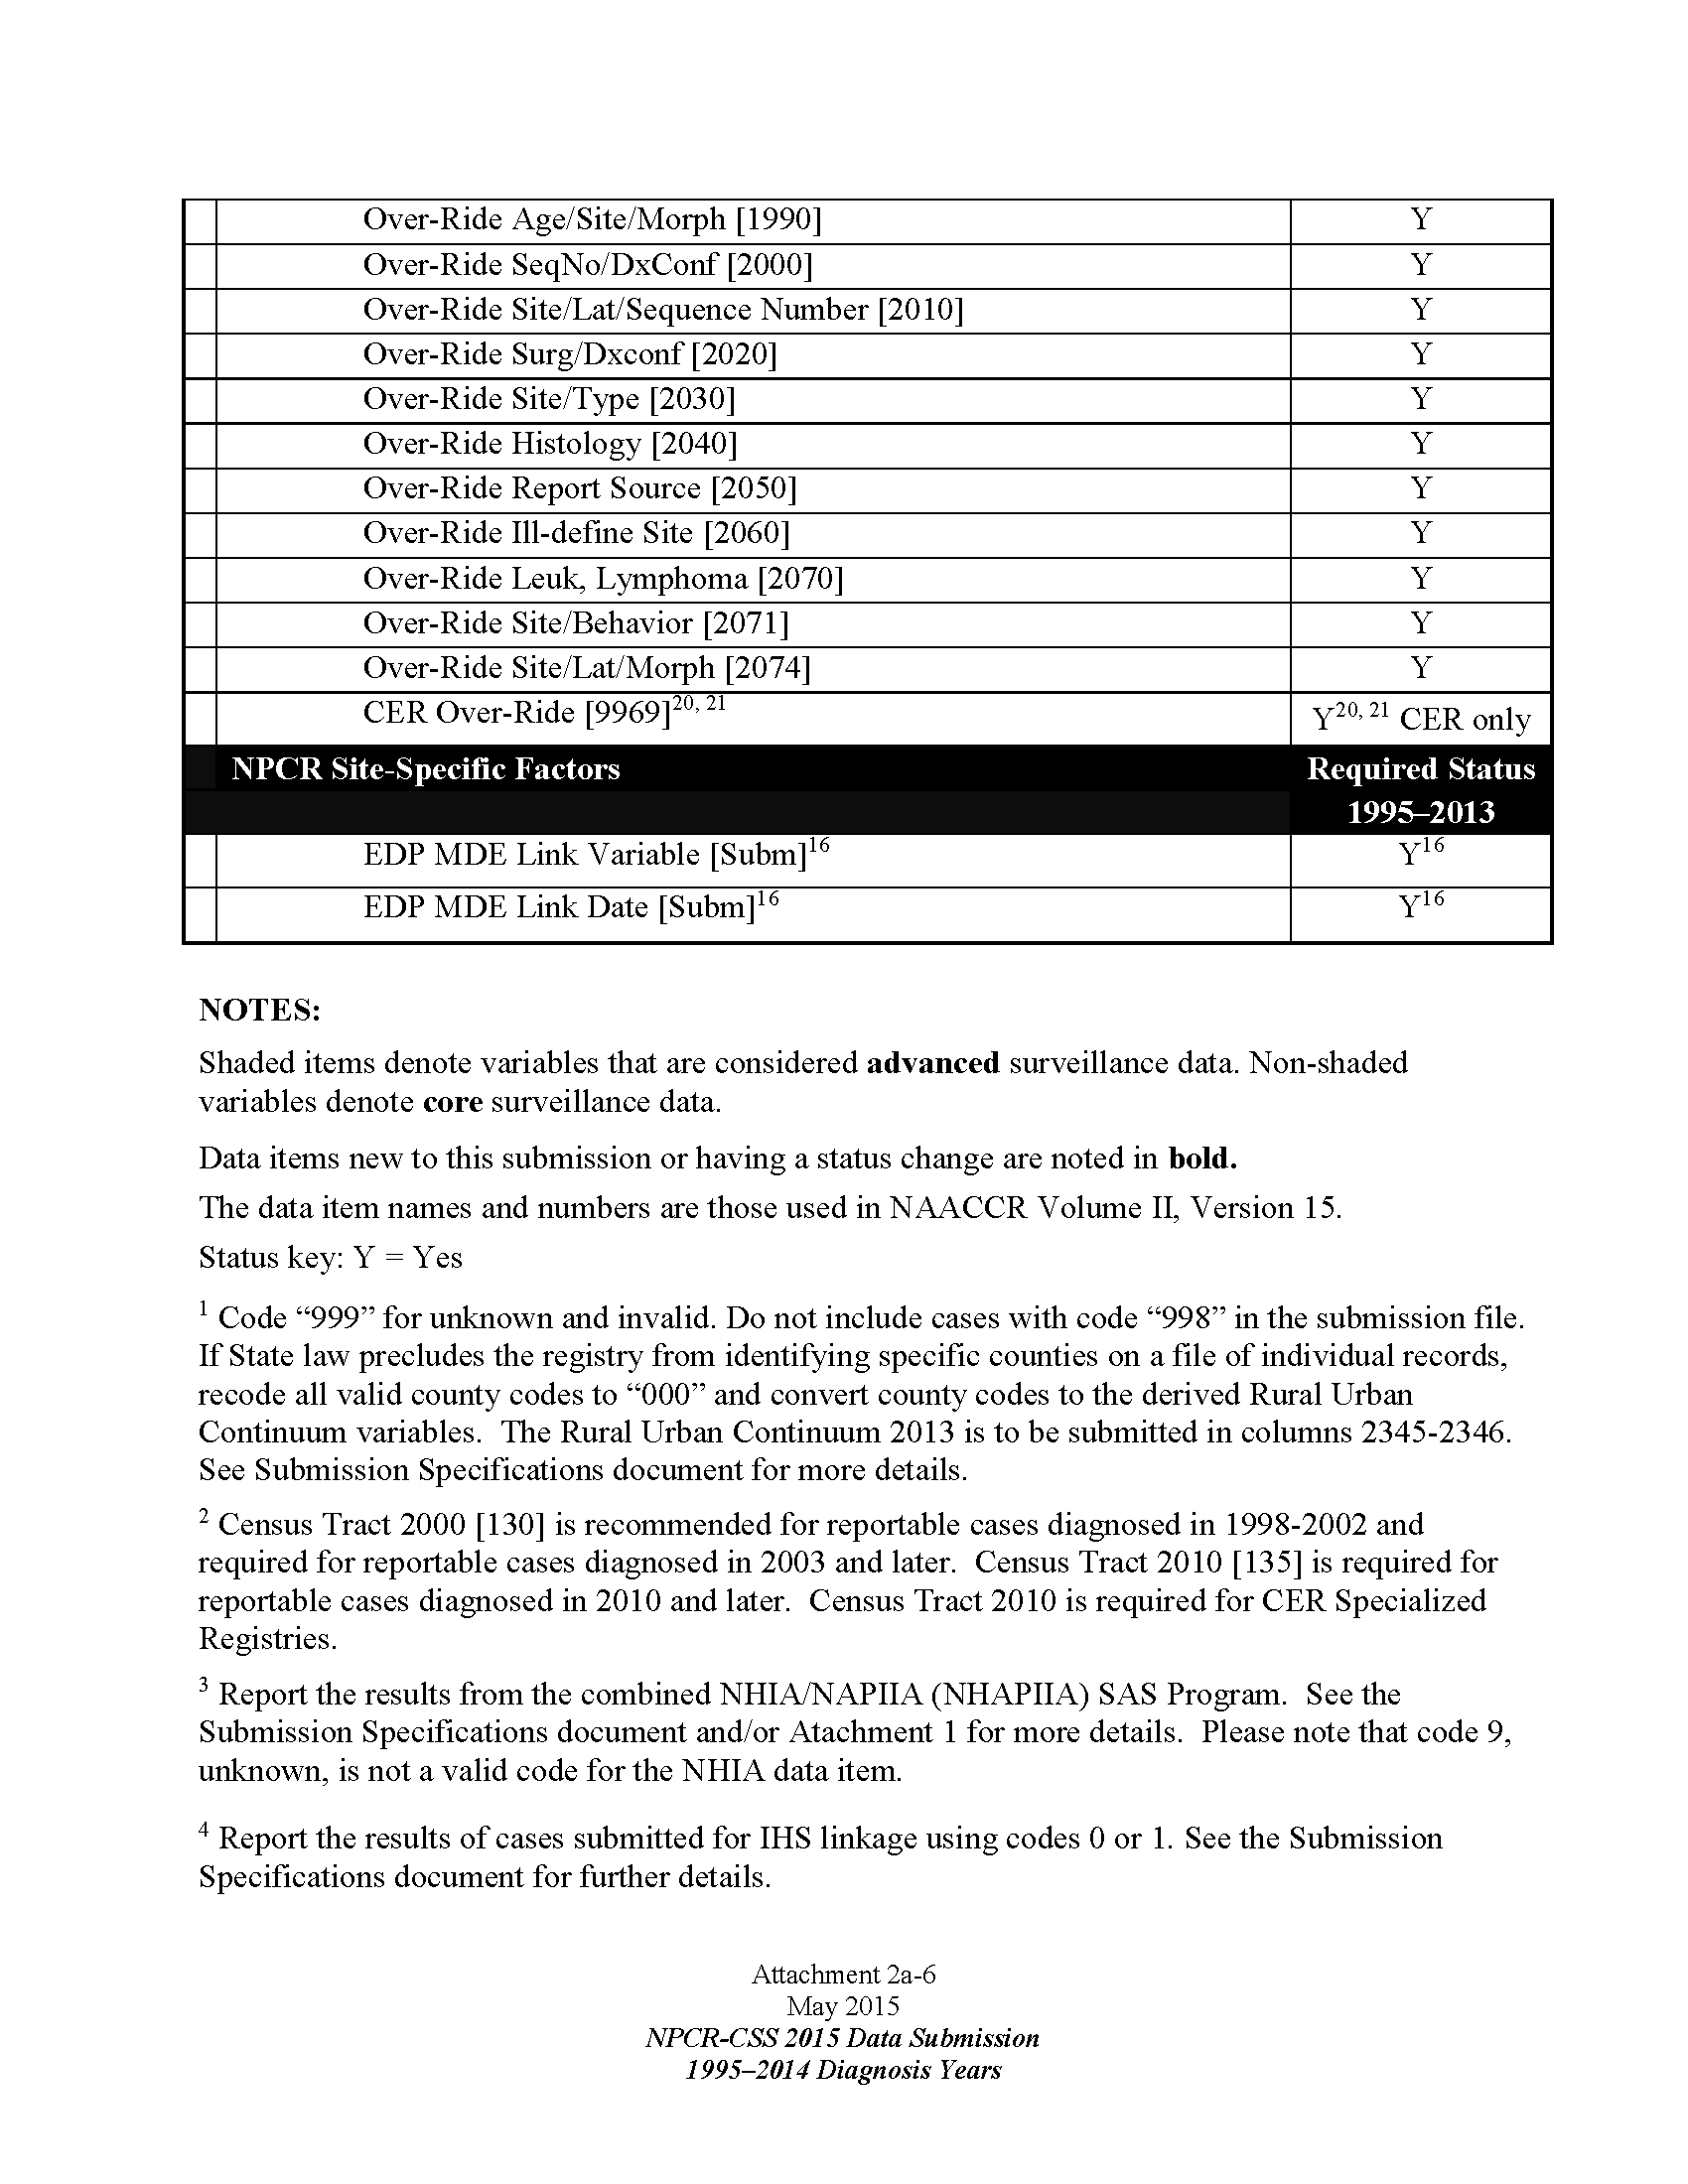 Over-Ride Age/Site/Morph [1990] Y
Over-Ride SeqNo/DxConf [2000] Y
Over-Ride Site/Lat/Sequence Number [2010] Y
Over-Ride Surg/Dxconf [2020] Y
Over-Ride Site/Type [2030] Y
Over-Ride Histology [2040] Y
Over-Ride Report Source [2050] Y
Over-Ride Ill-define Site [2060] Y
Over-Ride Leuk, Lymphoma [2070] Y
Over-Ride Site/Behavior [2071] Y
Over-Ride Site/Lat/Morph [2074] Y
CER Over-Ride [9969]20, 21 Y20, 21 CER only
NPCR Site-Specific Factors Required Status
1995–2013
EDP MDE Link Variable [Subm]16 Y16
EDP MDE Link Date [Subm]16 Y16
NOTES:
Shaded items denote variables that are considered advanced surveillance data. Non-shaded
variables denote core surveillance data.
Data items new to this submission or having a status change are noted in bold.
The data item names and numbers are those used in NAACCR Volume II, Version 15.
Status key: Y = Yes
1 Code “999” for unknown and invalid. Do not include cases with code “998” in the submission file.
If State law precludes the registry from identifying specific counties on a file of individual records,
recode all valid county codes to “000” and convert county codes to the derived Rural Urban
Continuum variables.  The Rural Urban Continuum 2013 is to be submitted in columns 2345-2346.
See Submission Specifications document for more details.
2 Census Tract 2000 [130] is recommended for reportable cases diagnosed in 1998-2002 and
required for reportable cases diagnosed in 2003 and later.  Census Tract 2010 [135] is required for
reportable cases diagnosed in 2010 and later.  Census Tract 2010 is required for CER Specialized
Registries.
3 Report the results from the combined NHIA/NAPIIA (NHAPIIA) SAS Program.  See the
Submission Specifications document and/or Atachment 1 for more details.  Please note that code 9,
unknown, is not a valid code for the NHIA data item.
4 Report the results of cases submitted for IHS linkage using codes 0 or 1. See the Submission
Specifications document for further details.
Attachment 2a-6
May 2015
NPCR-CSS 2015 Data Submission
1995–2014 Diagnosis Years